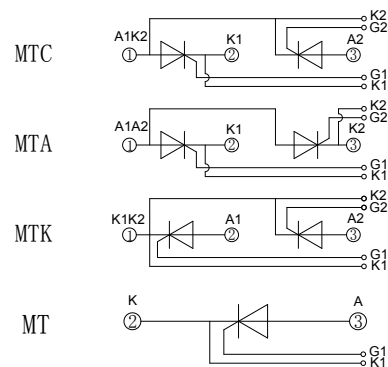 K2
G2
MTC A1K2 K1 A2
① ② ③
G1
K1
K2
G2
MTA A1A2 K1 K2
① ② ③
G1
K1
K2
G2
MTK K1K2 A1 A2
① ② ③
G1
K1
MT K A
② ③
G1
K1